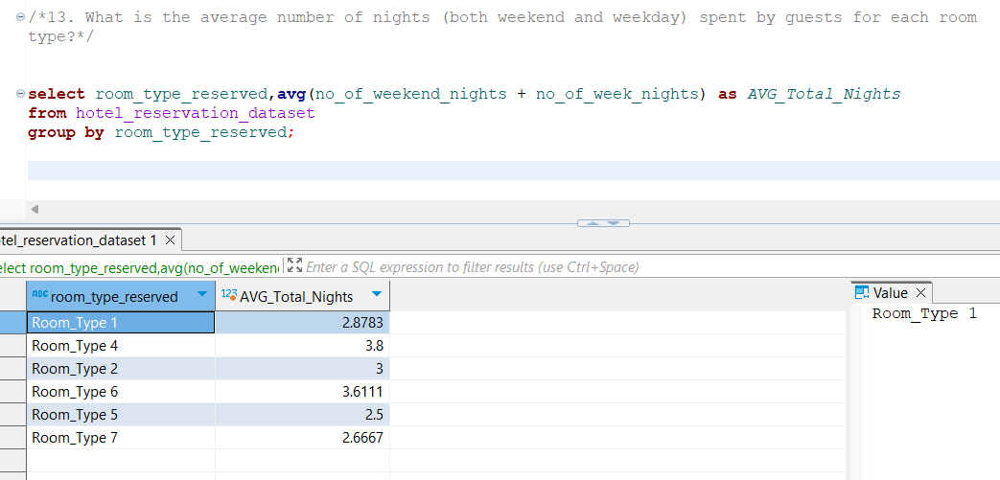 /*13. What is the average number of nights (both weekend and weekday) spent by guests for each room
type?*/
select room_type_reserved,avg(no_of_weekend_nights + no_of_week_nights) as AVG_Total_Nights
from hotel_reservation_dataset
group by room_type_reserved;
tel_reservation_dataset 1
elect room_type_reserved,avg(no_of_weeken Enter a SQL expression to filter results (use Ctrl+Space)
ABC room_type_reserved 123 AVG_Total_Nights
Room_Type 1 2.8783
Room_Type 4 3.8
Room_Type 2 3
Room_Type 6 3.6111
Room_Type 5 2.5
Room_Type 7 2.6667
Value
Room_Type 1